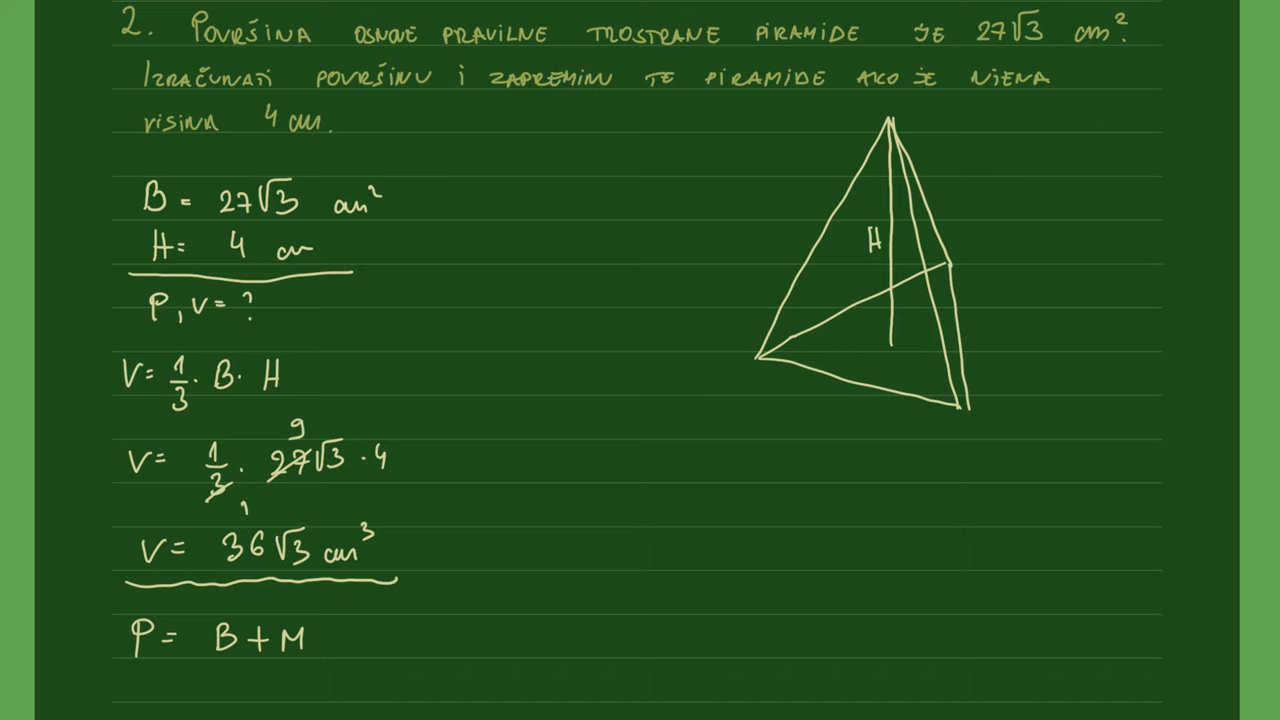 2. POVRŠINA OSNOVE PRAVILNE TROSTRANE PIRAMIDE JE 27√3 cm².
IZRAČUNATI POVRŠINU I ZAPREMINU TE PIRAMIDE AKO JE NJENA
VISINA 4 cm.
B = 27√3 cm²
H = 4 cm
P, V = ?
V = 1/3 · B · H
V = 1/3 · 27√3 · 4
9
1
V = 36√3 cm³
P = B + M
H